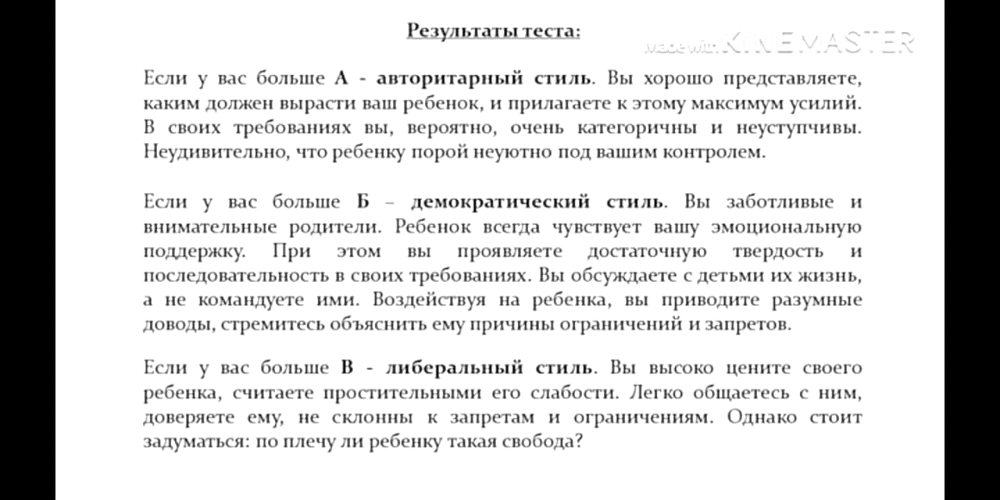 Результаты теста:
Made with KINEMASTER
Если у вас больше А - авторитарный стиль. Вы хорошо представляете,
каким должен вырасти ваш ребенок, и прилагаете к этому максимум усилий.
В своих требованиях вы, вероятно, очень категоричны и неуступчивы.
Неудивительно, что ребенку порой неуютно под вашим контролем.
Если у вас больше Б – демократический стиль. Вы заботливые и
внимательные родители. Ребенок всегда чувствует вашу эмоциональную
поддержку. При этом вы проявляете достаточную твердость и
последовательность в своих требованиях. Вы обсуждаете с детьми их жизнь,
а не командуете ими. Воздействуя на ребенка, вы приводите разумные
доводы, стремитесь объяснить ему причины ограничений и запретов.
Если у вас больше В - либеральный стиль. Вы высоко цените своего
ребенка, считаете простительными его слабости. Легко общаетесь с ним,
доверяете ему, не склонны к запретам и ограничениям. Однако стоит
задуматься: по плечу ли ребенку такая свобода?